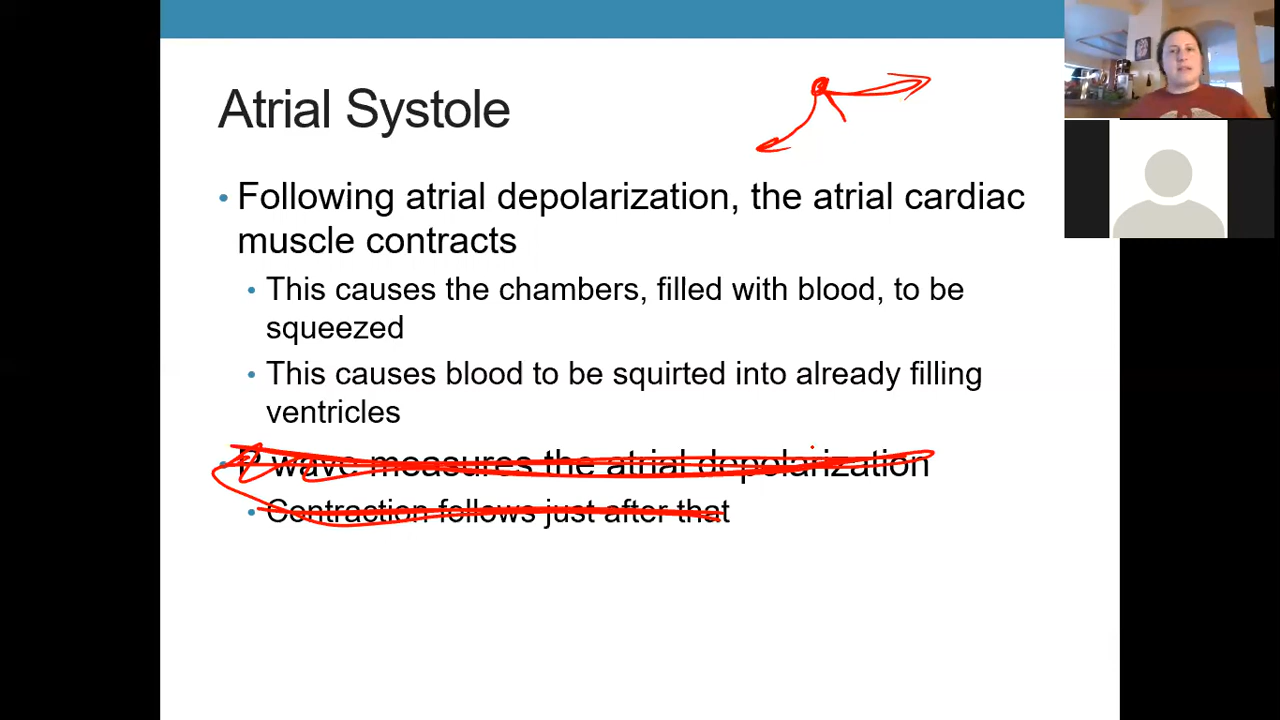 Atrial Systole
• Following atrial depolarization, the atrial cardiac
muscle contracts
• This causes the chambers, filled with blood, to be
squeezed
• This causes blood to be squirted into already filling
ventricles
• P wave measures the atrial depolarization
• Contraction follows just after that